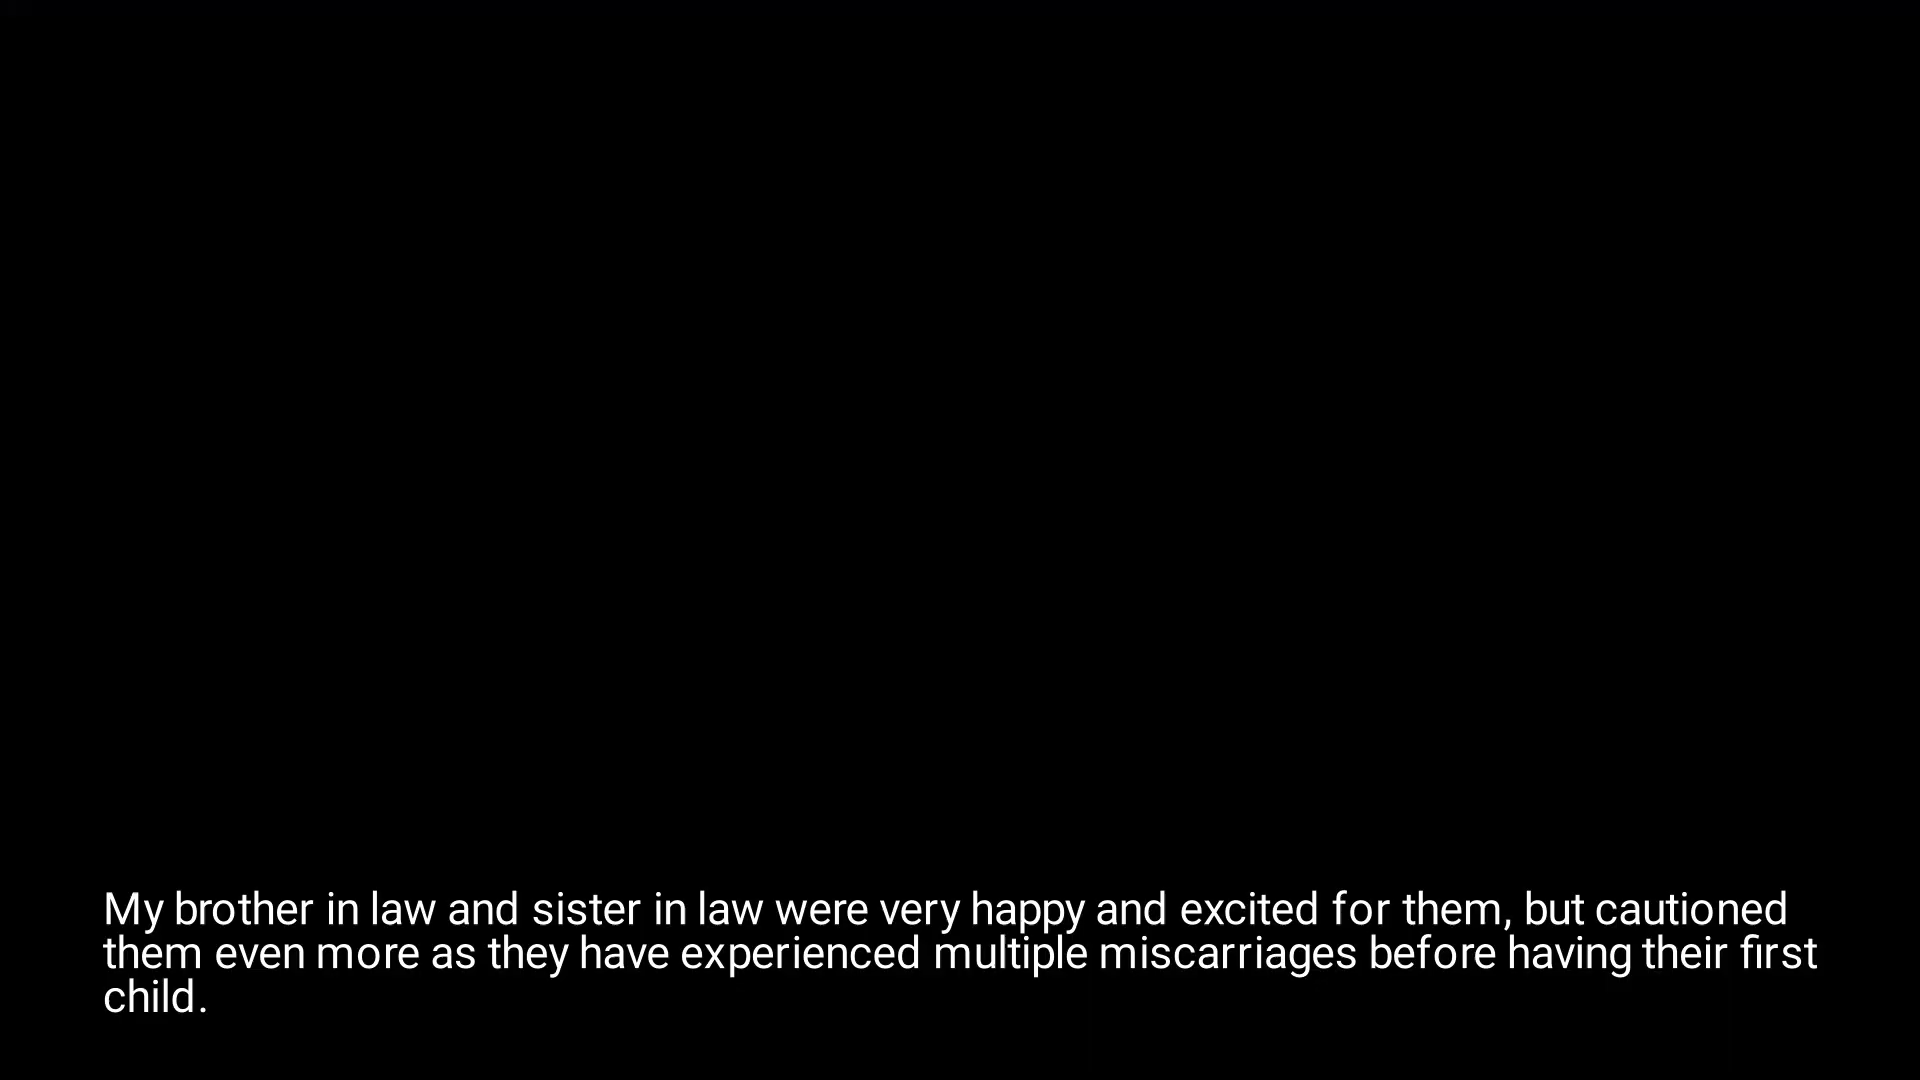 My brother in law and sister in law were very happy and excited for them, but cautioned
them even more as they have experienced multiple miscarriages before having their first
child.